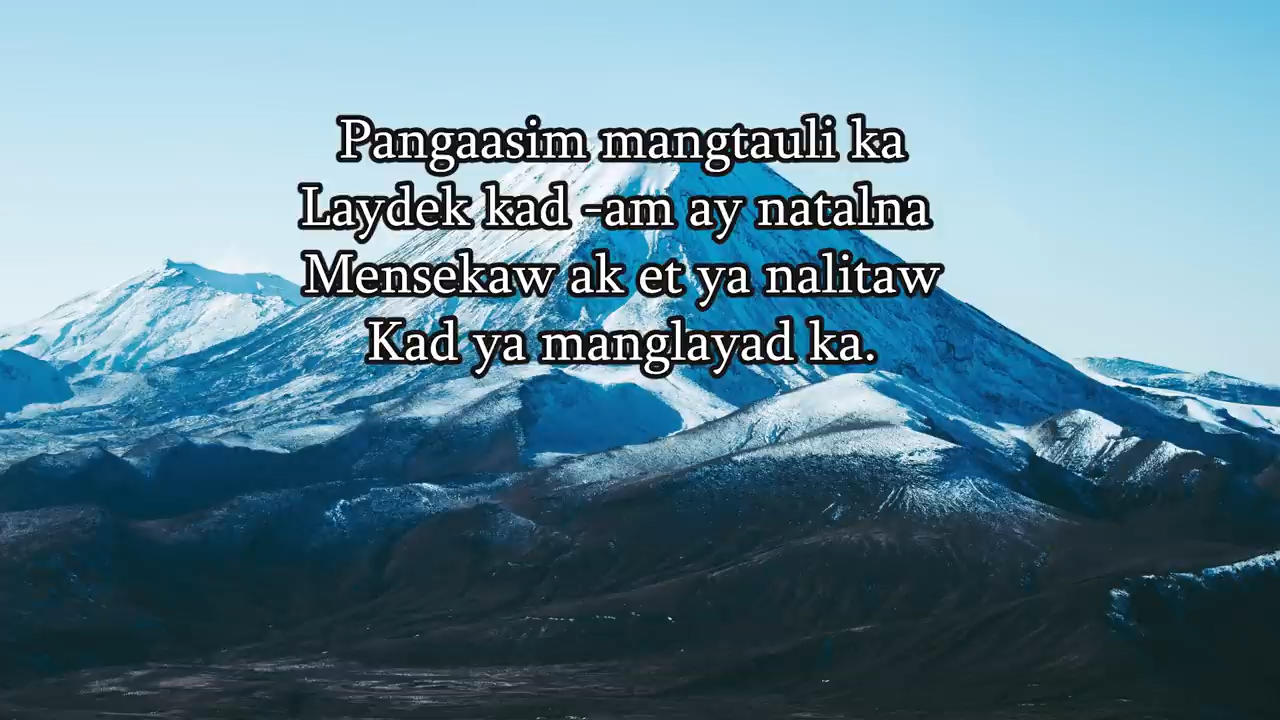 Pangaasim mangtauli ka
Laydek kad -am ay natalna
Mensekaw ak et ya nalitaw
Kad ya manglayad ka.